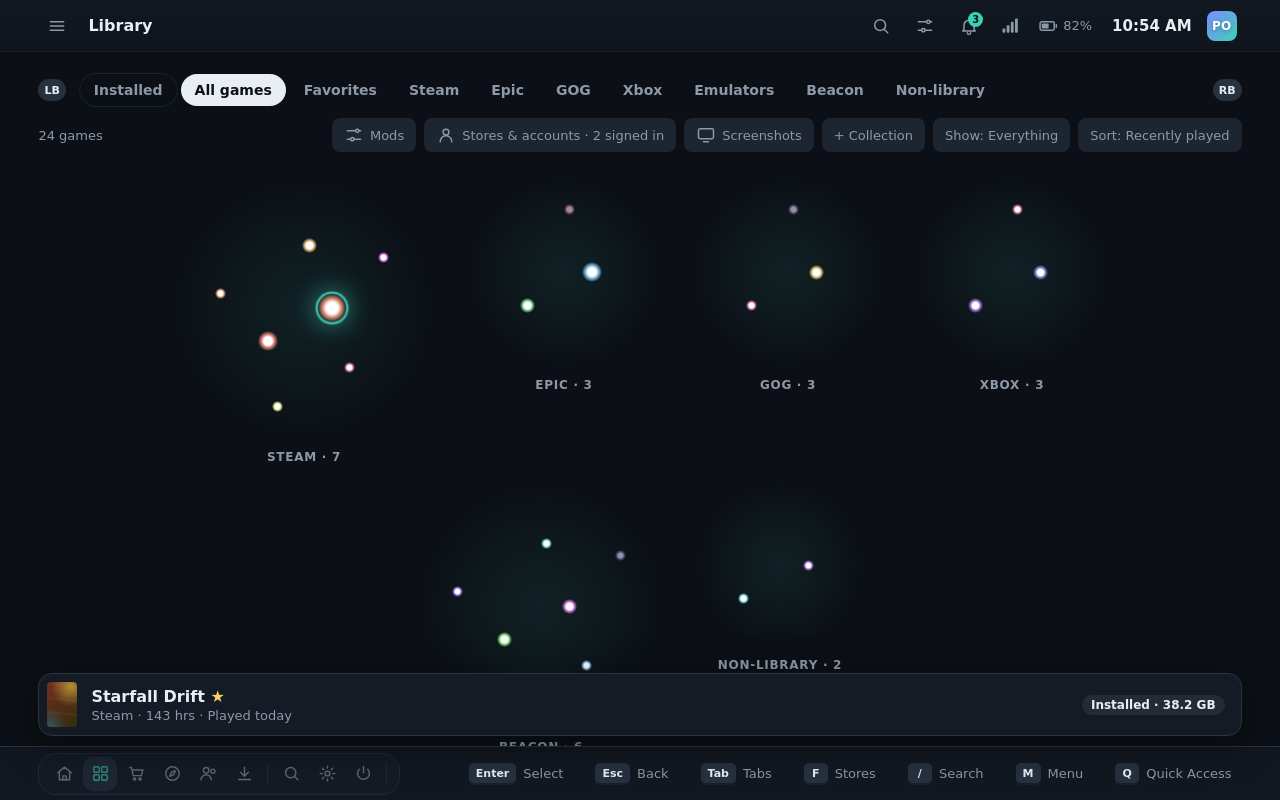 Library
3
82%
10:54 AM
PO
LB
Installed
All games
Favorites
Steam
Epic
GOG
Xbox
Emulators
Beacon
Non-library
RB
24 games
Mods
Stores & accounts · 2 signed in
Screenshots
+ Collection
Show: Everything
Sort: Recently played
EPIC · 3
GOG · 3
XBOX · 3
STEAM · 7
NON-LIBRARY · 2
Starfall Drift ★
Steam · 143 hrs · Played today
Installed · 38.2 GB
BEACON · 6
Enter Select
Esc Back
Tab Tabs
F Stores
/ Search
M Menu
Q Quick Access